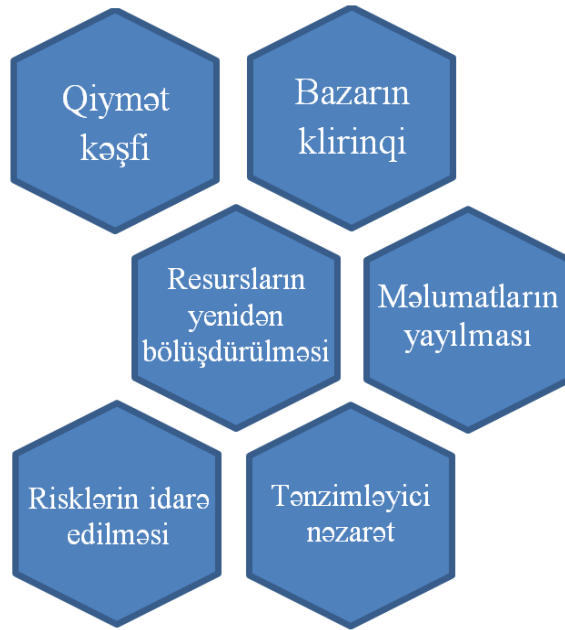 Qiymət
kəşfi
Bazarın
klirinqi
Resursların
yenidən
bölüşdürülməsi
Məlumatların
yayılması
Risklərin idarə
edilməsi
Tənzimləyici
nəzarət